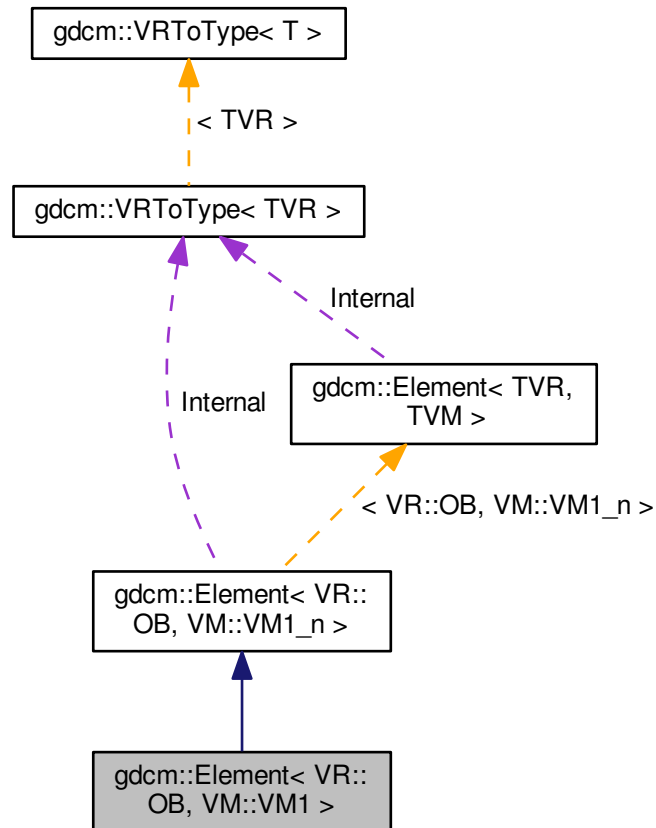 gdcm::VRToType< T >
< TVR >
gdcm::VRToType< TVR >
Internal
gdcm::Element< TVR,
TVM >
Internal
< VR::OB, VM::VM1_n >
gdcm::Element< VR::
OB, VM::VM1_n >
gdcm::Element< VR::
OB, VM::VM1 >